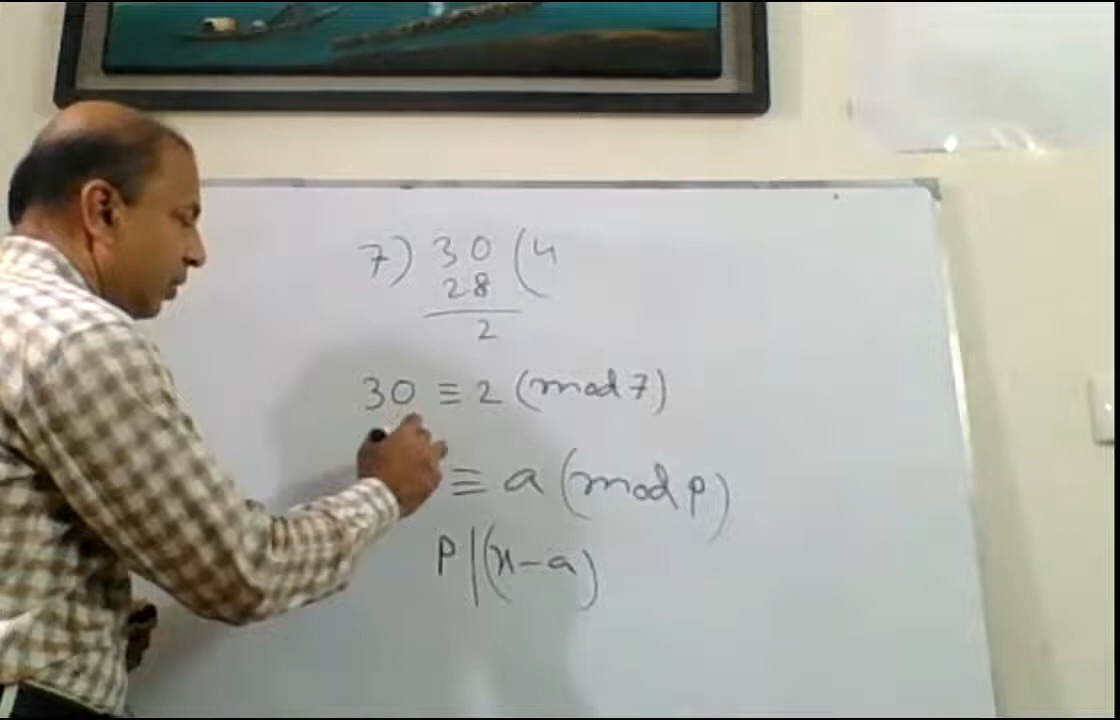 7) 30 (4
28
2
30 ≡ 2 (mod 7)
≡ a (mod p)
P|(x-a)